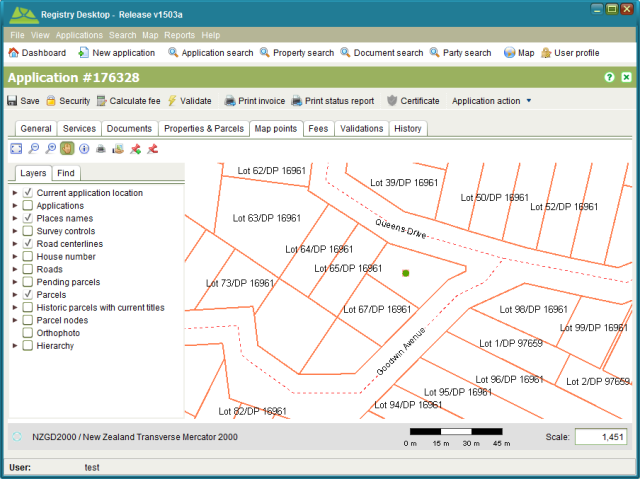 Registry Desktop - Release v1503a
File View Applications Search Map Reports Help
Dashboard New application Application search Property search Document search Party search Map User profile
Application #176328
Save Security Calculate fee Validate Print invoice Print status report Certificate Application action
General Services Documents Properties & Parcels Map points Fees Validations History
Layers Find
Current application location
Applications
Places names
Survey controls
Road centerlines
House number
Roads
Pending parcels
Parcels
Historic parcels with current titles
Parcel nodes
Orthophoto
Hierarchy
Lot 62/DP 16961
Lot 39/DP 16961
Lot 50/DP 16961
Lot 52/DP 16961
Lot 63/DP 16961
Queens Drive
Lot 64/DP 16961
Lot 65/DP 16961
Lot 73/DP 16961
Lot 67/DP 16961
Lot 98/DP 16961
Lot 99/DP 16961
Goodwin Avenue
Lot 1/DP 97659
Lot 96/DP 16961
Lot 2/DP 97659
Lot 95/DP 16961
Lot 94/DP 16961
Lot 82/DP 16961
NZGD2000 / New Zealand Transverse Mercator 2000
0 m 15 m 30 m 45 m
Scale: 1,451
User: test